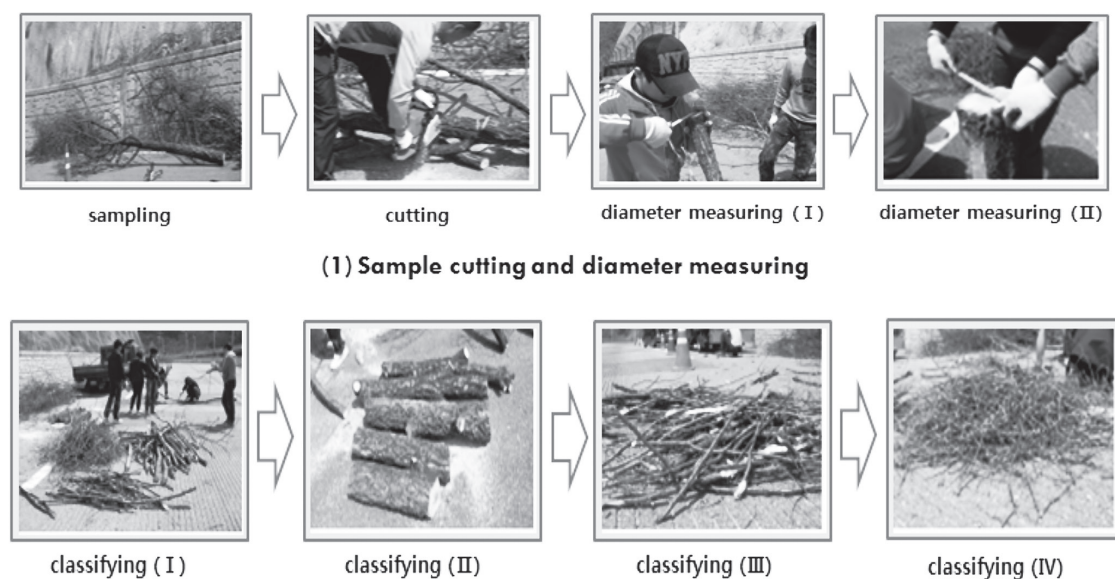 NY
sampling
cutting
diameter measuring (Ⅰ)
diameter measuring (Ⅱ)
(1) Sample cutting and diameter measuring
classifying (Ⅰ)
classifying (Ⅱ)
classifying (Ⅲ)
classifying (Ⅳ)